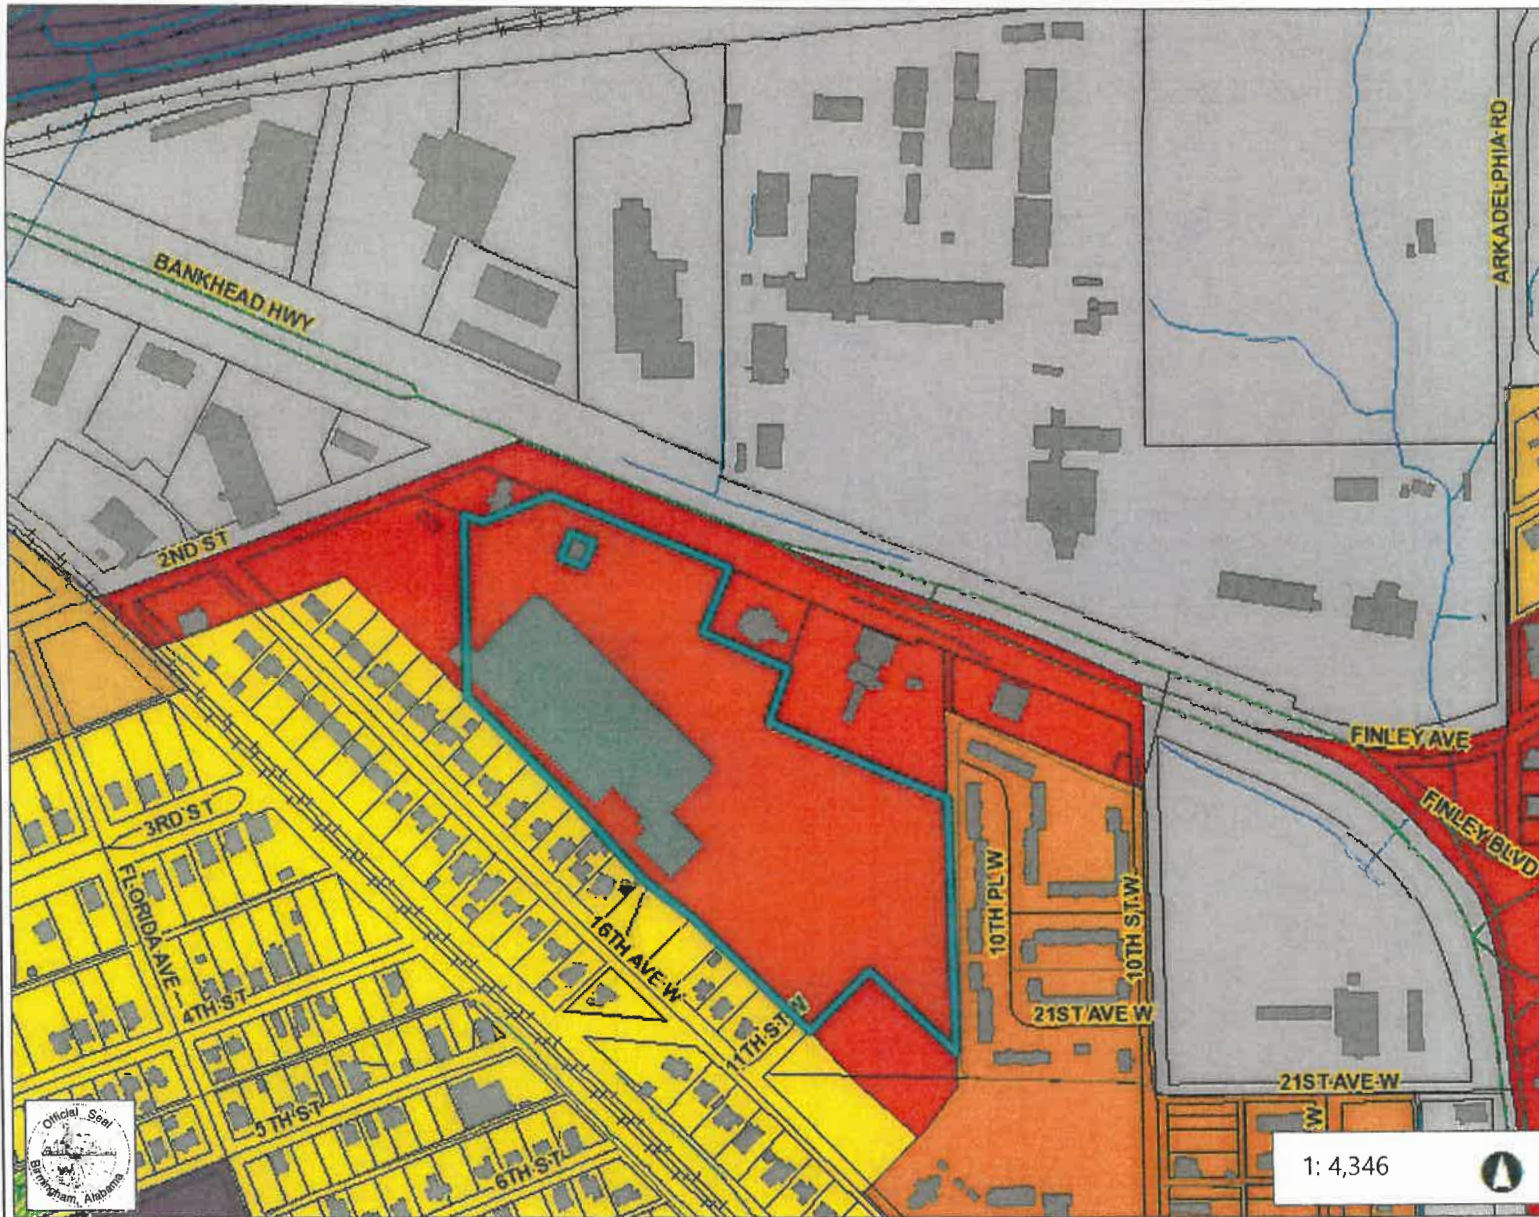 ARKADELPHIA RD
BANKHEAD HWY
2ND ST
FINLEY AVE
FINLEY BLVD
3RD ST
FLORIDA AVE
10TH PL W
10TH ST W
16TH AVE W
4TH ST
21ST AVE W
11TH ST W
21ST AVE W
5TH ST
6TH ST
W
Official Seal
Birmingham, Alabama
1: 4,346